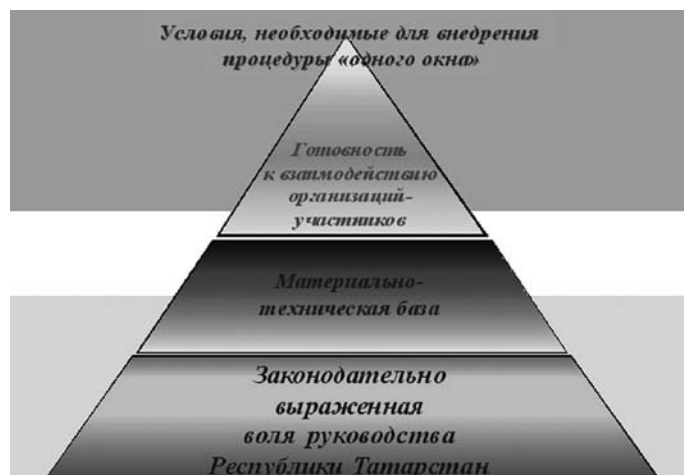 Условия, необходимые для внедрения
процедуры «одного окна»
Готовность
к взаимодействию
организаций-
участников
Материально-
техническая база
Законодательно
выраженная
воля руководства
Республики Татарстан